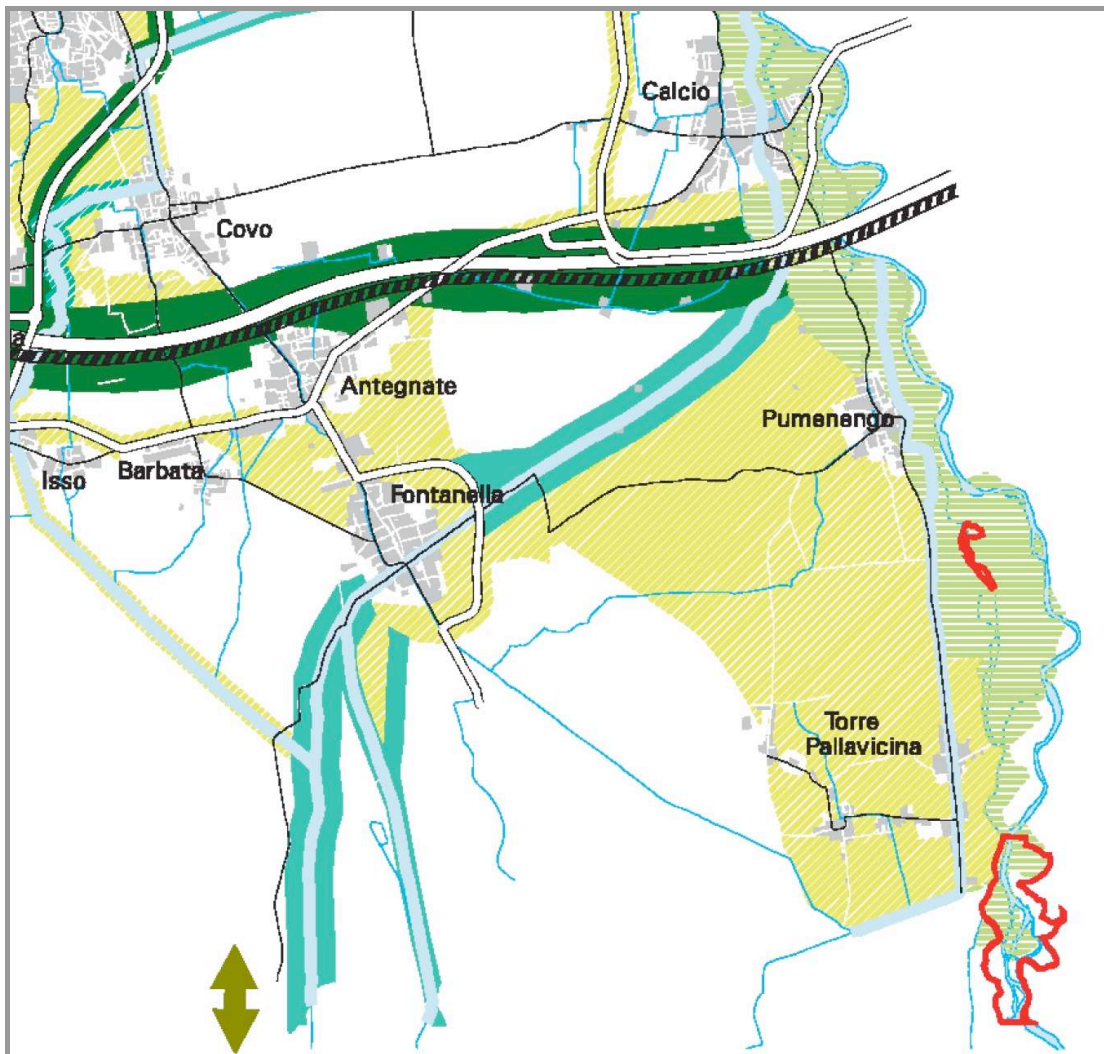 Calcio
Covo
Antegnate
Pumenengo
Isso
Barbata
Fontanella
Torre
Pallavicina